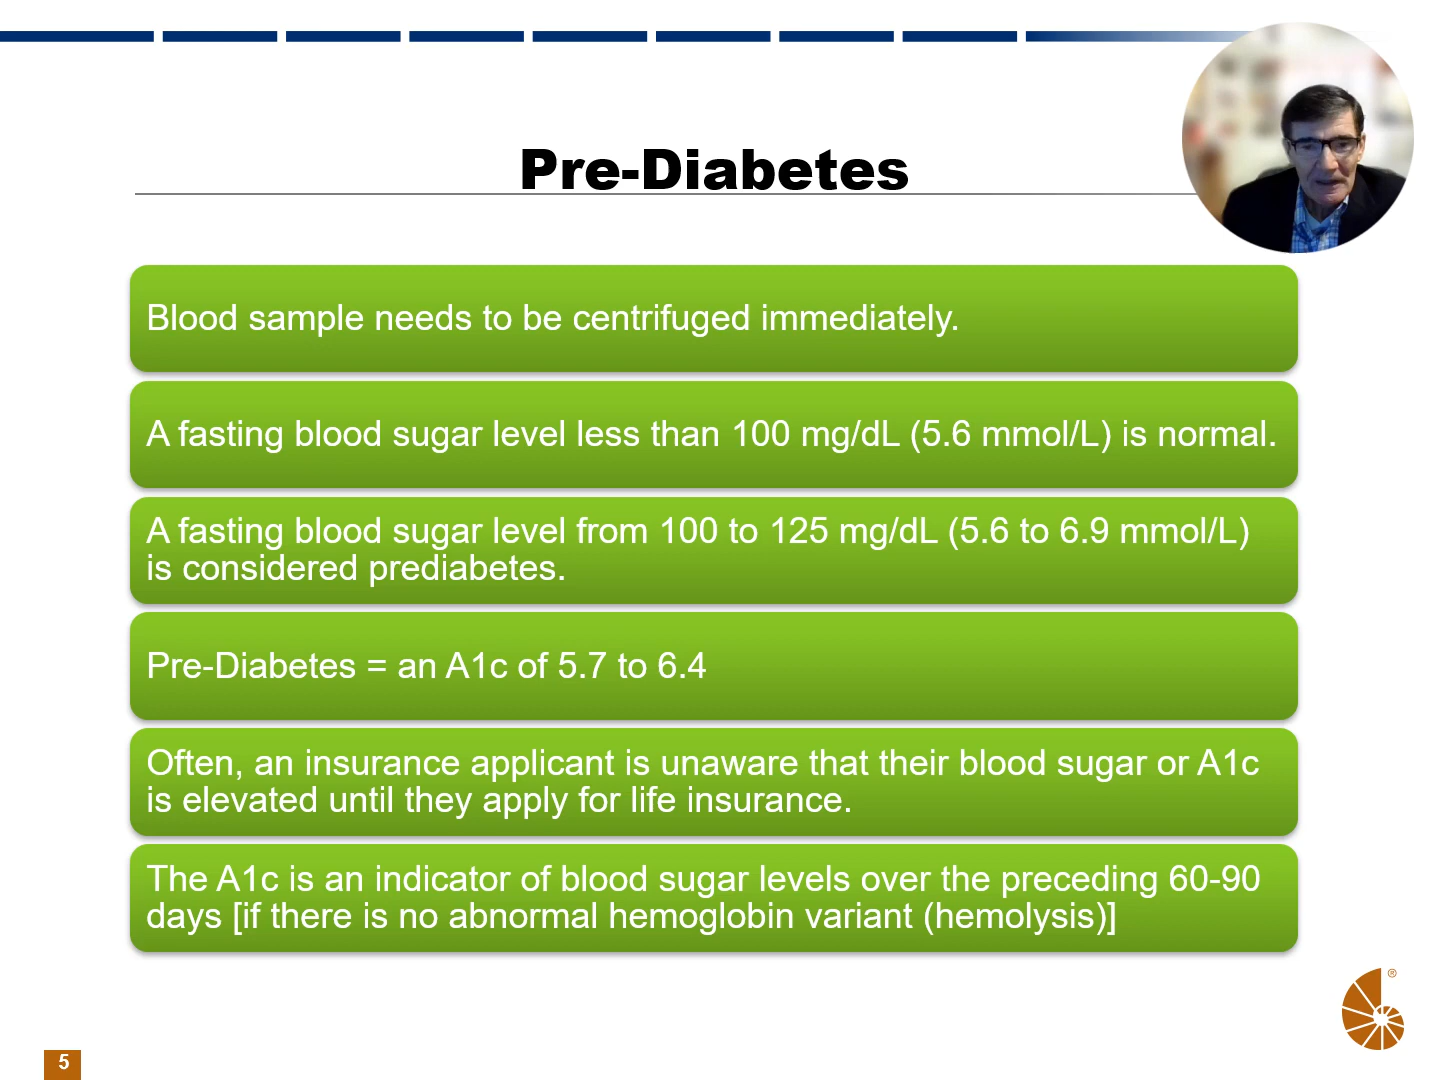 Pre-Diabetes
Blood sample needs to be centrifuged immediately.
A fasting blood sugar level less than 100 mg/dL (5.6 mmol/L) is normal.
A fasting blood sugar level from 100 to 125 mg/dL (5.6 to 6.9 mmol/L)
is considered prediabetes.
Pre-Diabetes = an A1c of 5.7 to 6.4
Often, an insurance applicant is unaware that their blood sugar or A1c
is elevated until they apply for life insurance.
The A1c is an indicator of blood sugar levels over the preceding 60-90
days [if there is no abnormal hemoglobin variant (hemolysis)]
®
5